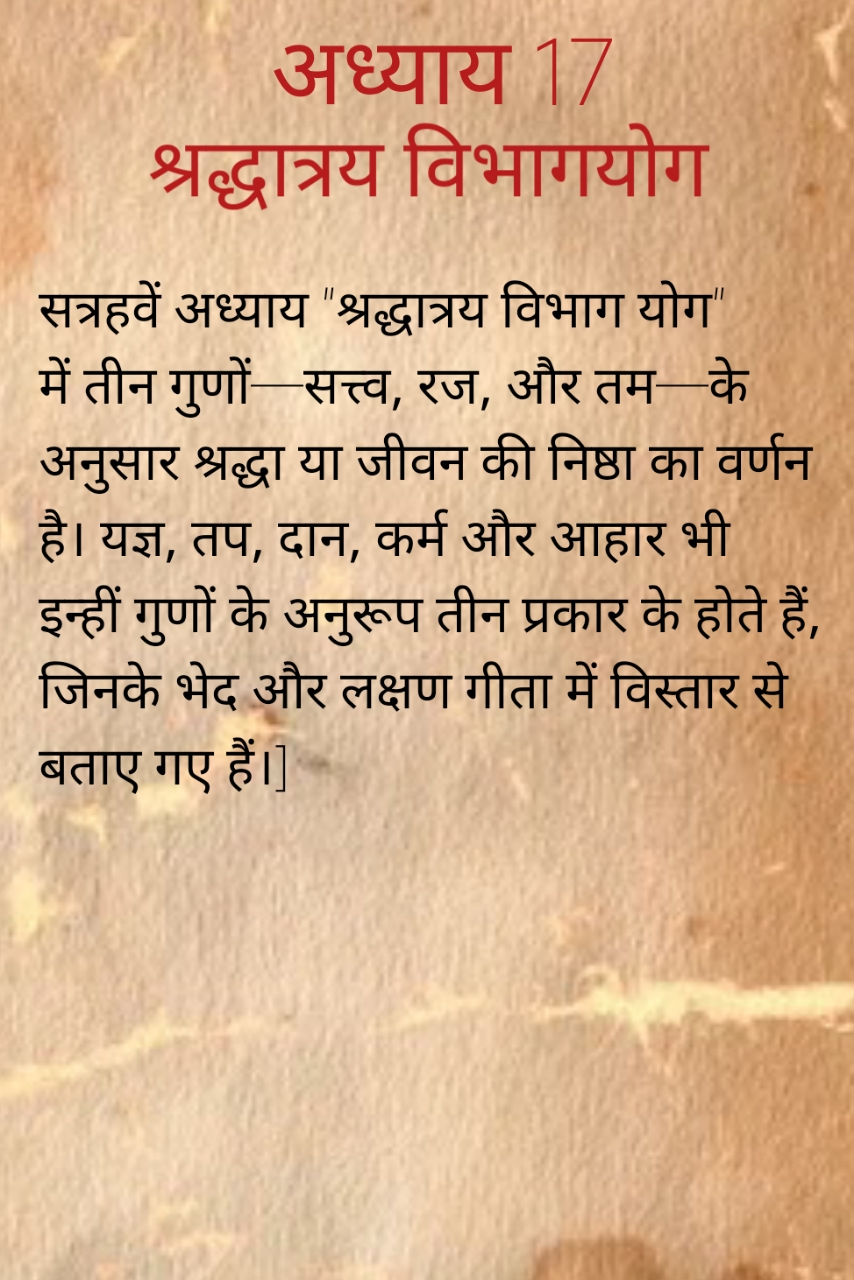 अध्याय 17
श्रद्धात्रय विभागयोग
सत्रहवें अध्याय "श्रद्धात्रय विभाग योग"
में तीन गुणों—सत्त्व, रज, और तम—के
अनुसार श्रद्धा या जीवन की निष्ठा का वर्णन
है। यज्ञ, तप, दान, कर्म और आहार भी
इन्हीं गुणों के अनुरूप तीन प्रकार के होते हैं,
जिनके भेद और लक्षण गीता में विस्तार से
बताए गए हैं।]